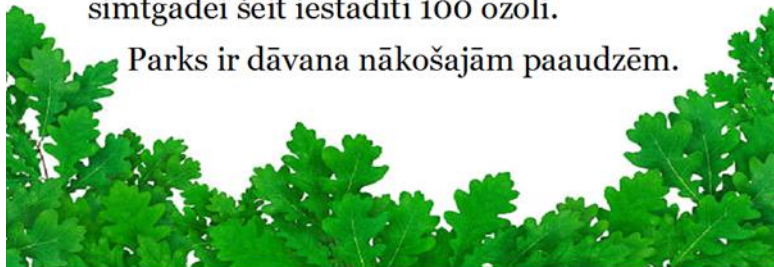 simtgadei šeit iestādīti 100 ozoli.
Parks ir dāvana nākošajām paaudzēm.